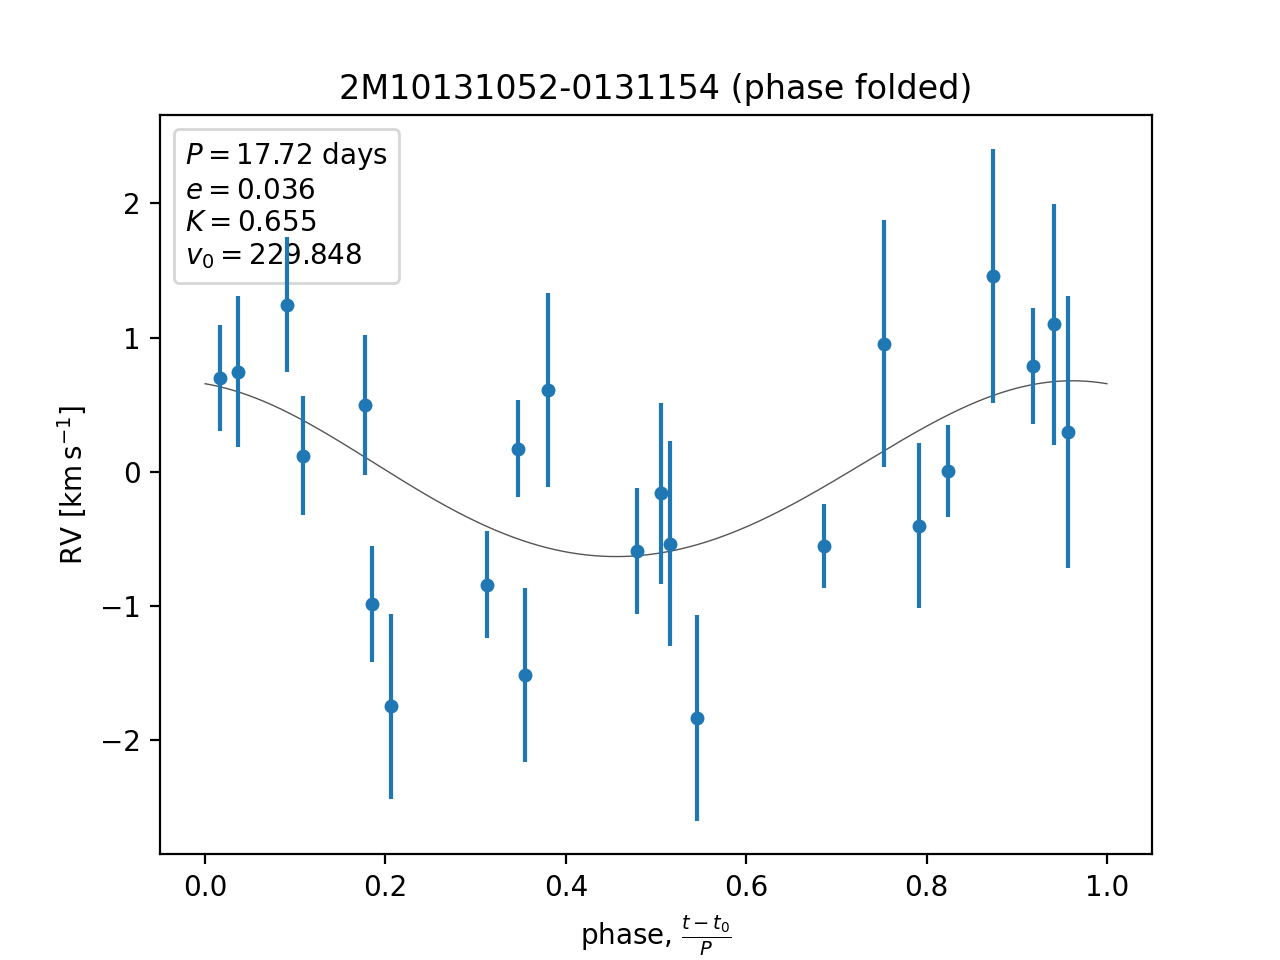 2M10131052-0131154 (phase folded)
P = 17.72 days
e = 0.036
K = 0.655
v₀ = 229.848
2
1
0
−1
−2
RV [km s⁻¹]
0.0 0.2 0.4 0.6 0.8 1.0
phase, (t − t₀)/P